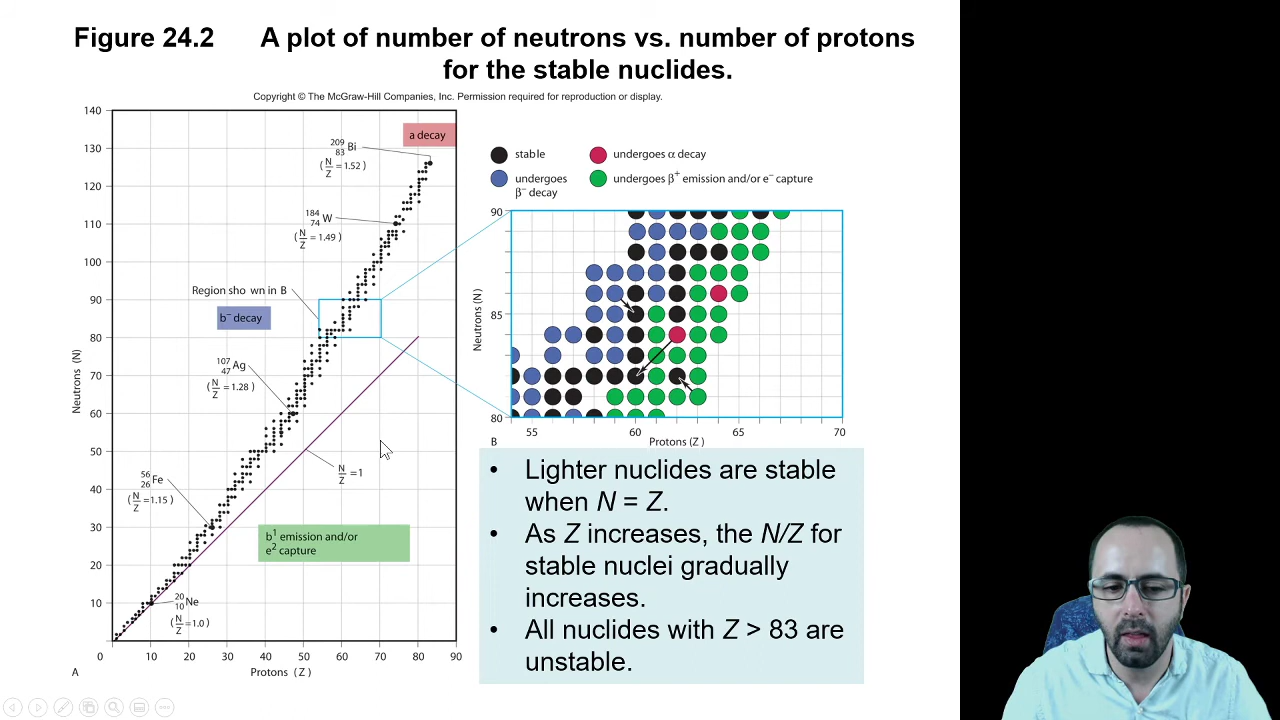 Figure 24.2 A plot of number of neutrons vs. number of protons
for the stable nuclides.
Copyright © The McGraw-Hill Companies, Inc. Permission required for reproduction or display.
140
130
120
110
100
90
80
70
60
50
40
30
20
10
0
10
20
30
40
50
60
70
80
90
Neutrons (N)
Protons (Z)
A
a decay
209
83 Bi
(N/Z = 1.52)
184
74 W
(N/Z = 1.49)
Region sho wn in B
b− decay
107
47 Ag
(N/Z = 1.28)
56
26 Fe
(N/Z = 1.15)
N/Z = 1
b1 emission and/or
e2 capture
20
10 Ne
(N/Z = 1.0)
stable
undergoes α decay
undergoes
β− decay
undergoes β+ emission and/or e− capture
90
85
80
Neutrons (N)
55
60
65
70
B
Protons (Z)
• Lighter nuclides are stable
when N = Z.
• As Z increases, the N/Z for
stable nuclei gradually
increases.
• All nuclides with Z > 83 are
unstable.